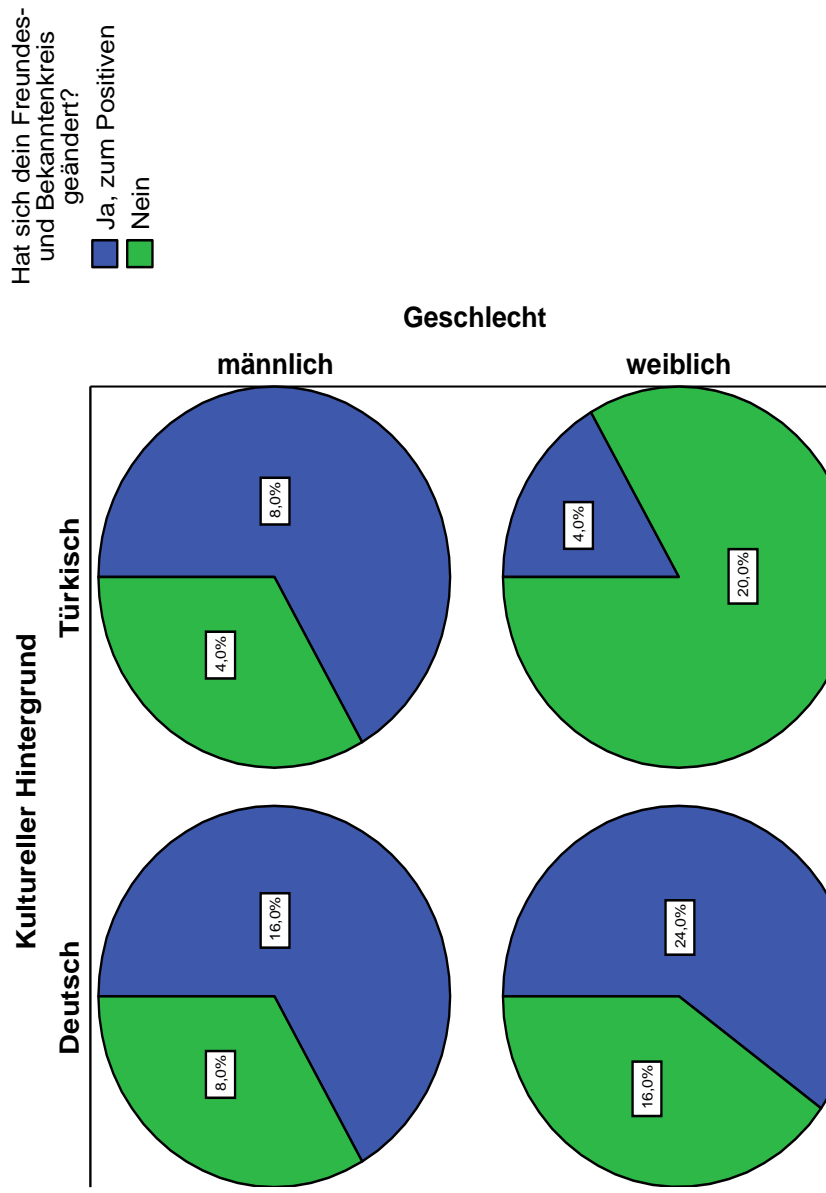 Hat sich dein Freundes-
und Bekanntenkreis
geändert?
Ja, zum Positiven
Nein
Geschlecht
männlich
weiblich
Kultureller Hintergrund
Türkisch
Deutsch
8,0%
4,0%
4,0%
20,0%
16,0%
8,0%
24,0%
16,0%